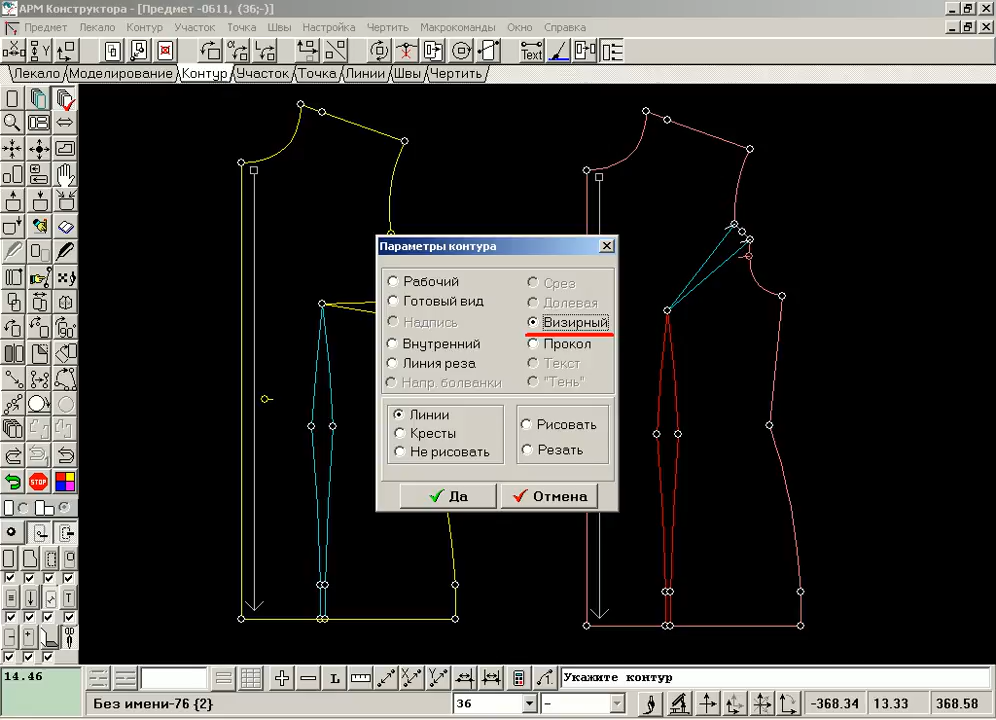 АРМ Конструктора - [Предмет -0611, (36;-)]
Предмет Лекало Контур Участок Точка Швы Настройка Чертить Макрокоманды Окно Справка
Text
Лекало Моделирование Контур Участок Точка Линии Швы Чертить
Параметры контура
Рабочий Срез
Готовый вид Долевая
Надпись Визирный
Внутренний Прокол
Линия реза Текст
Напр. болванки "Тень"
Линии Рисовать
Кресты Резать
Не рисовать
Да Отмена
STOP
T
14.46 L Укажите контур
Без имени-76 {2} 36 - -368.34 13.33 368.58